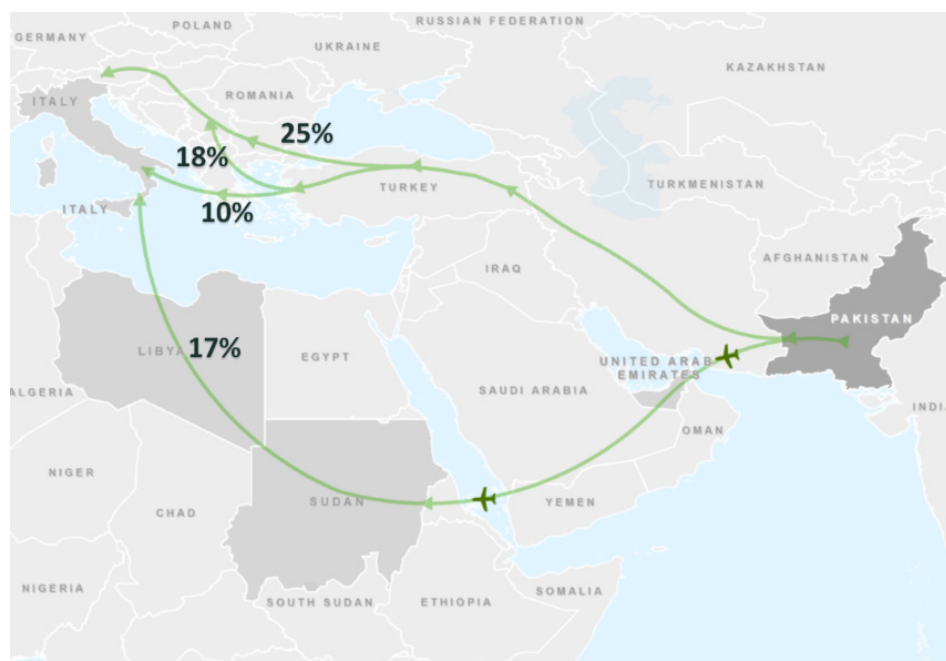 RUSSIAN FEDERATION
POLAND
GERMANY
UKRAINE
KAZAKHSTAN
ITALY
ROMANIA
25%
18%
TURKEY
TURKMENISTAN
ITALY
10%
AFGHANISTAN
IRAQ
PAKISTAN
LIBYA
17%
EGYPT
UNITED ARAB
EMIRATES
SAUDI ARABIA
ALGERIA
INDI
OMAN
NIGER
SUDAN
YEMEN
CHAD
NIGERIA
SOUTH SUDAN
ETHIOPIA
SOMALIA